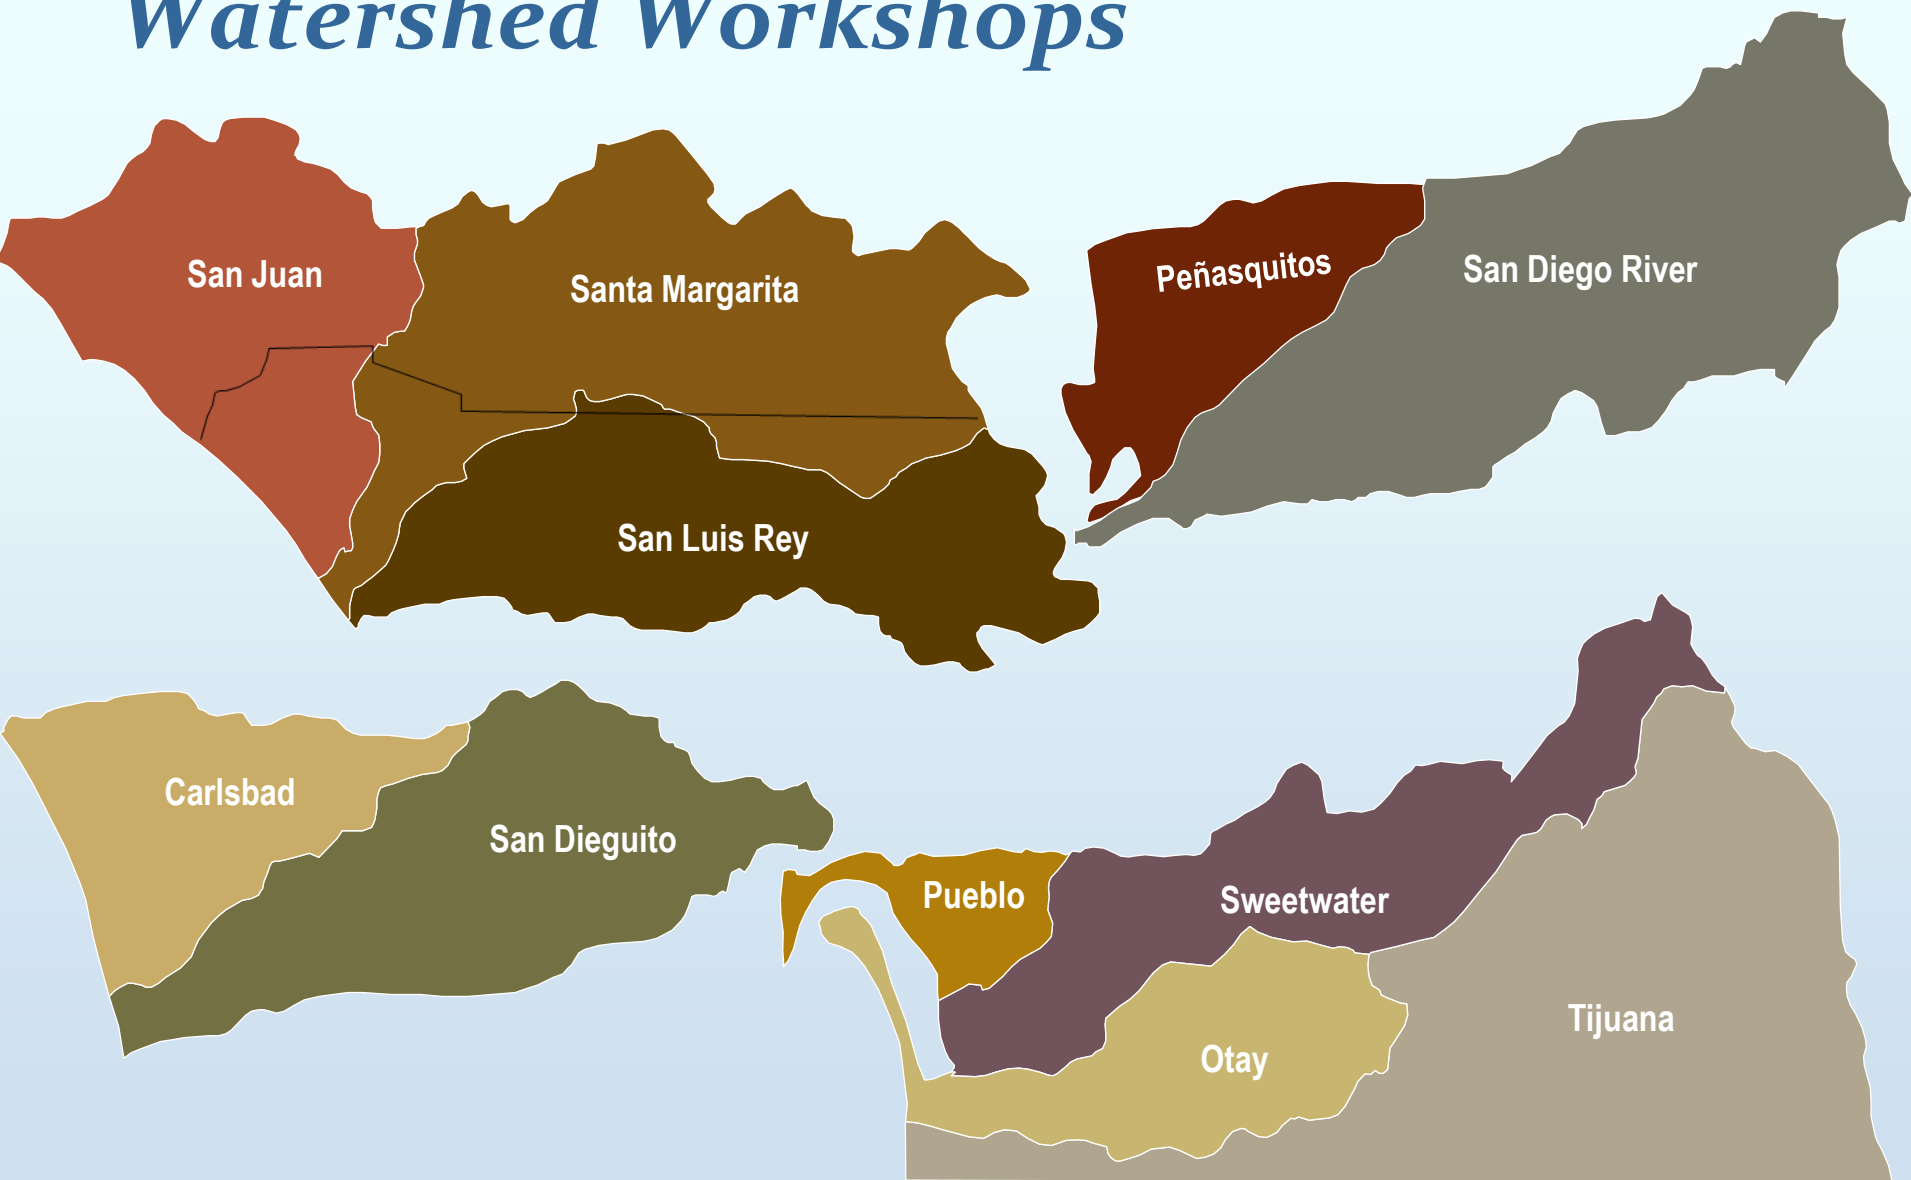 Watershed Workshops
San Juan
Santa Margarita
Peñasquitos
San Diego River
San Luis Rey
Carlsbad
San Dieguito
Pueblo
Sweetwater
Otay
Tijuana